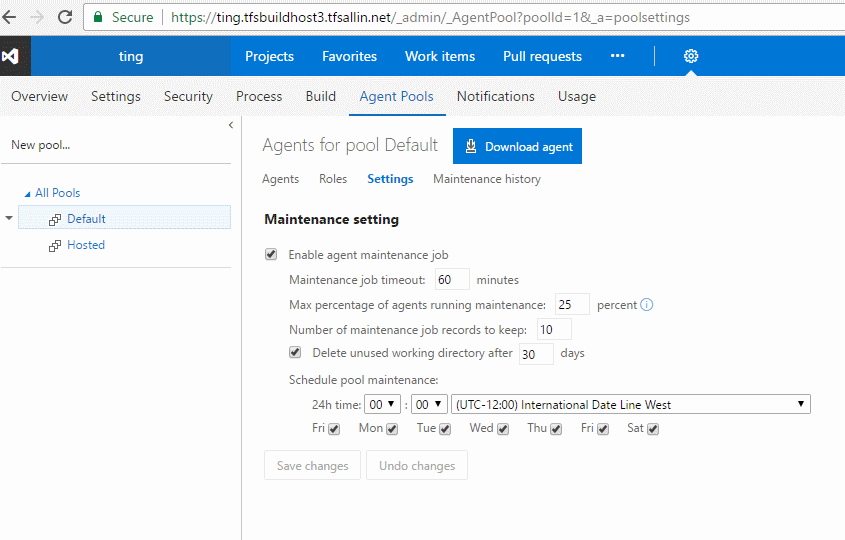 Secure https://ting.tfsbuildhost3.tfsallin.net/_admin/_AgentPool?poolId=1&_a=poolsettings
ting Projects Favorites Work items Pull requests ···
Overview Settings Security Process Build Agent Pools Notifications Usage
New pool...
All Pools
Default
Hosted
Agents for pool Default Download agent
Agents Roles Settings Maintenance history
Maintenance setting
Enable agent maintenance job
Maintenance job timeout: 60 minutes
Max percentage of agents running maintenance: 25 percent
Number of maintenance job records to keep: 10
Delete unused working directory after 30 days
Schedule pool maintenance:
24h time: 00 : 00 (UTC-12:00) International Date Line West
Fri Mon Tue Wed Thu Fri Sat
Save changes Undo changes